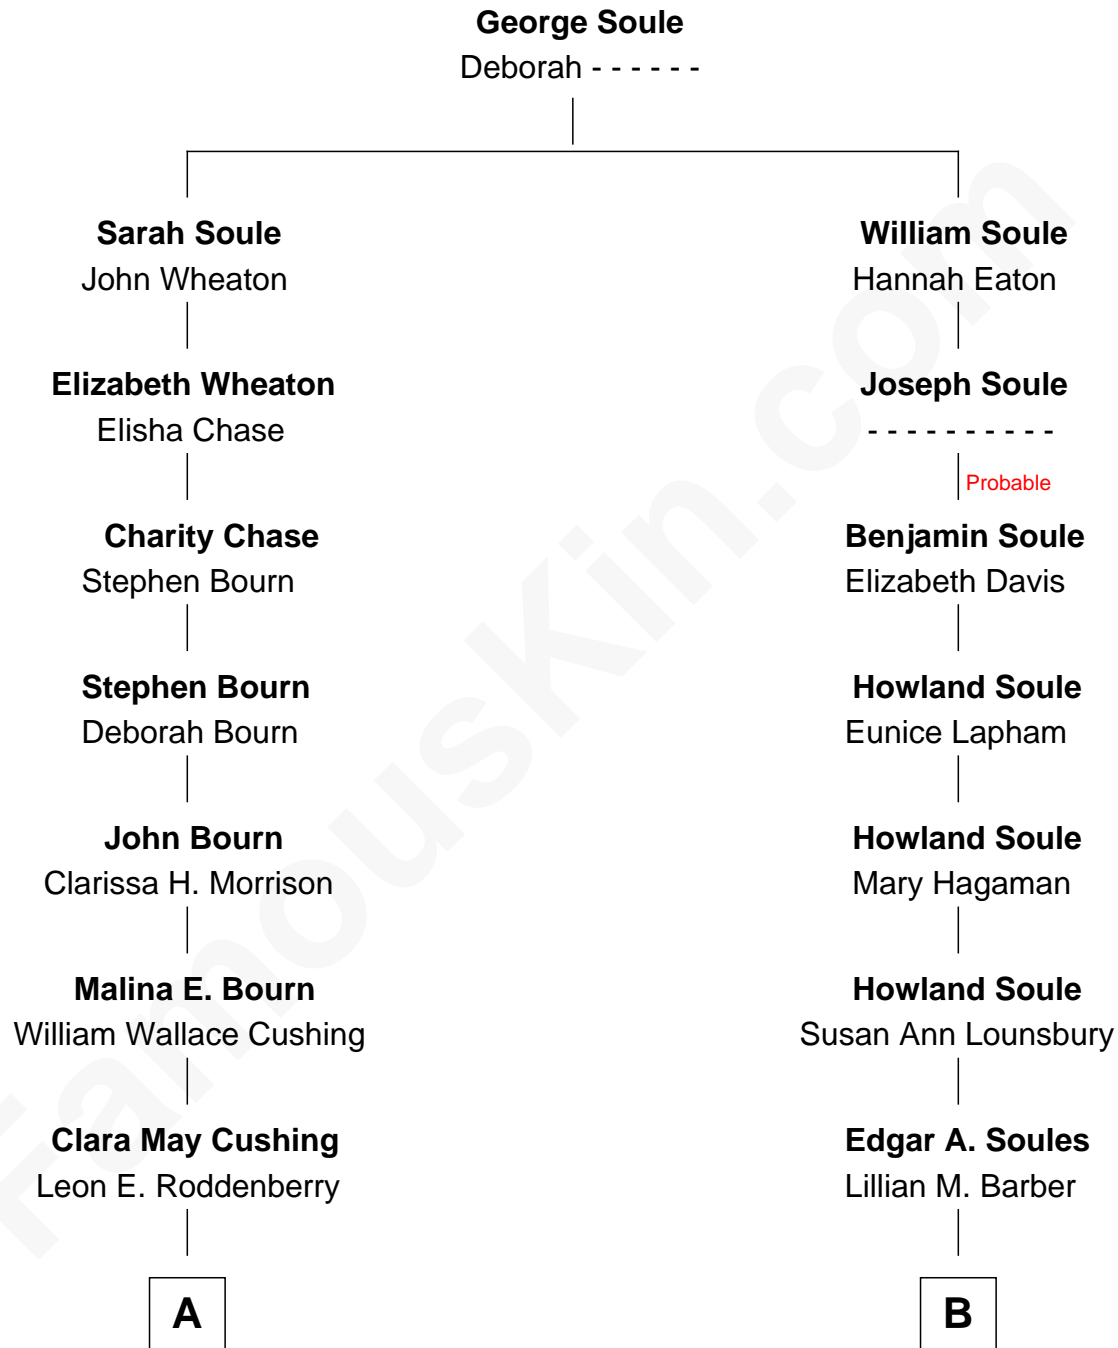 George Soule
Deborah - - - - - -
Sarah Soule
John Wheaton
William Soule
Hannah Eaton
Elizabeth Wheaton
Elisha Chase
Joseph Soule
- - - - - - - - - -
Probable
Charity Chase
Stephen Bourn
Benjamin Soule
Elizabeth Davis
Stephen Bourn
Deborah Bourn
Howland Soule
Eunice Lapham
John Bourn
Clarissa H. Morrison
Howland Soule
Mary Hagaman
Malina E. Bourn
William Wallace Cushing
Howland Soule
Susan Ann Lounsbury
Clara May Cushing
Leon E. Roddenberry
Edgar A. Soules
Lillian M. Barber
A
B
FamousKin.com